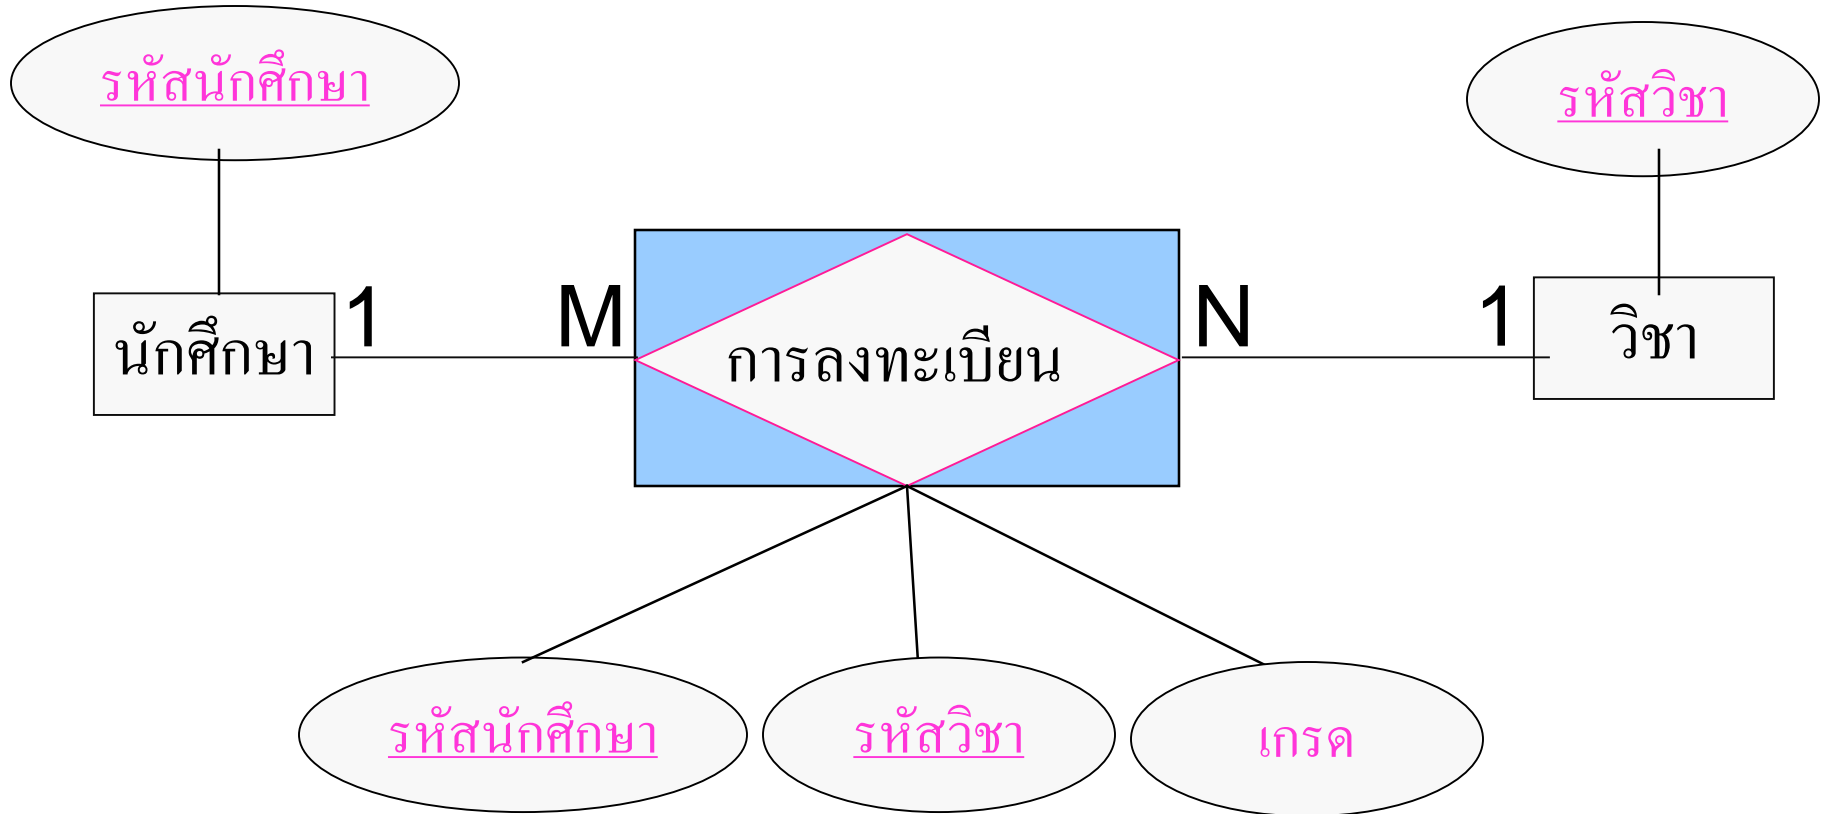 รหัสนักศึกษา
รหัสวิชา
นักศึกษา
1
M
การลงทะเบียน
N
1
วิชา
รหัสนักศึกษา
รหัสวิชา
เกรด